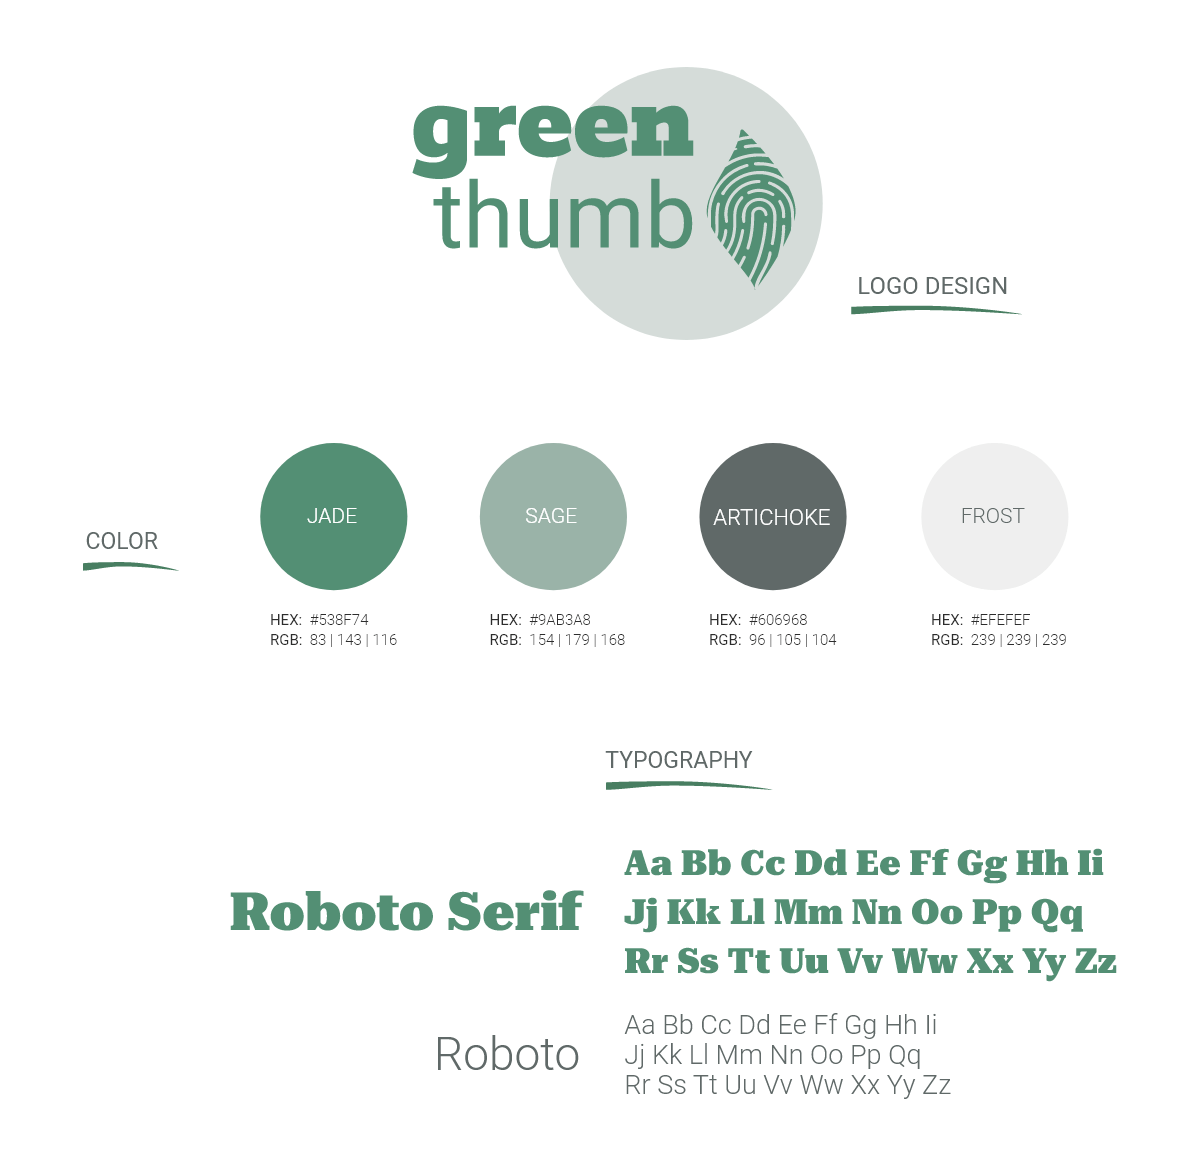 green
thumb
LOGO DESIGN
COLOR
JADE
HEX: #538F74
RGB: 83 | 143 | 116
SAGE
HEX: #9AB3A8
RGB: 154 | 179 | 168
ARTICHOKE
HEX: #606968
RGB: 96 | 105 | 104
FROST
HEX: #EFEFEF
RGB: 239 | 239 | 239
TYPOGRAPHY
Roboto Serif
Aa Bb Cc Dd Ee Ff Gg Hh Ii
Jj Kk Ll Mm Nn Oo Pp Qq
Rr Ss Tt Uu Vv Ww Xx Yy Zz
Roboto
Aa Bb Cc Dd Ee Ff Gg Hh Ii
Jj Kk Ll Mm Nn Oo Pp Qq
Rr Ss Tt Uu Vv Ww Xx Yy Zz